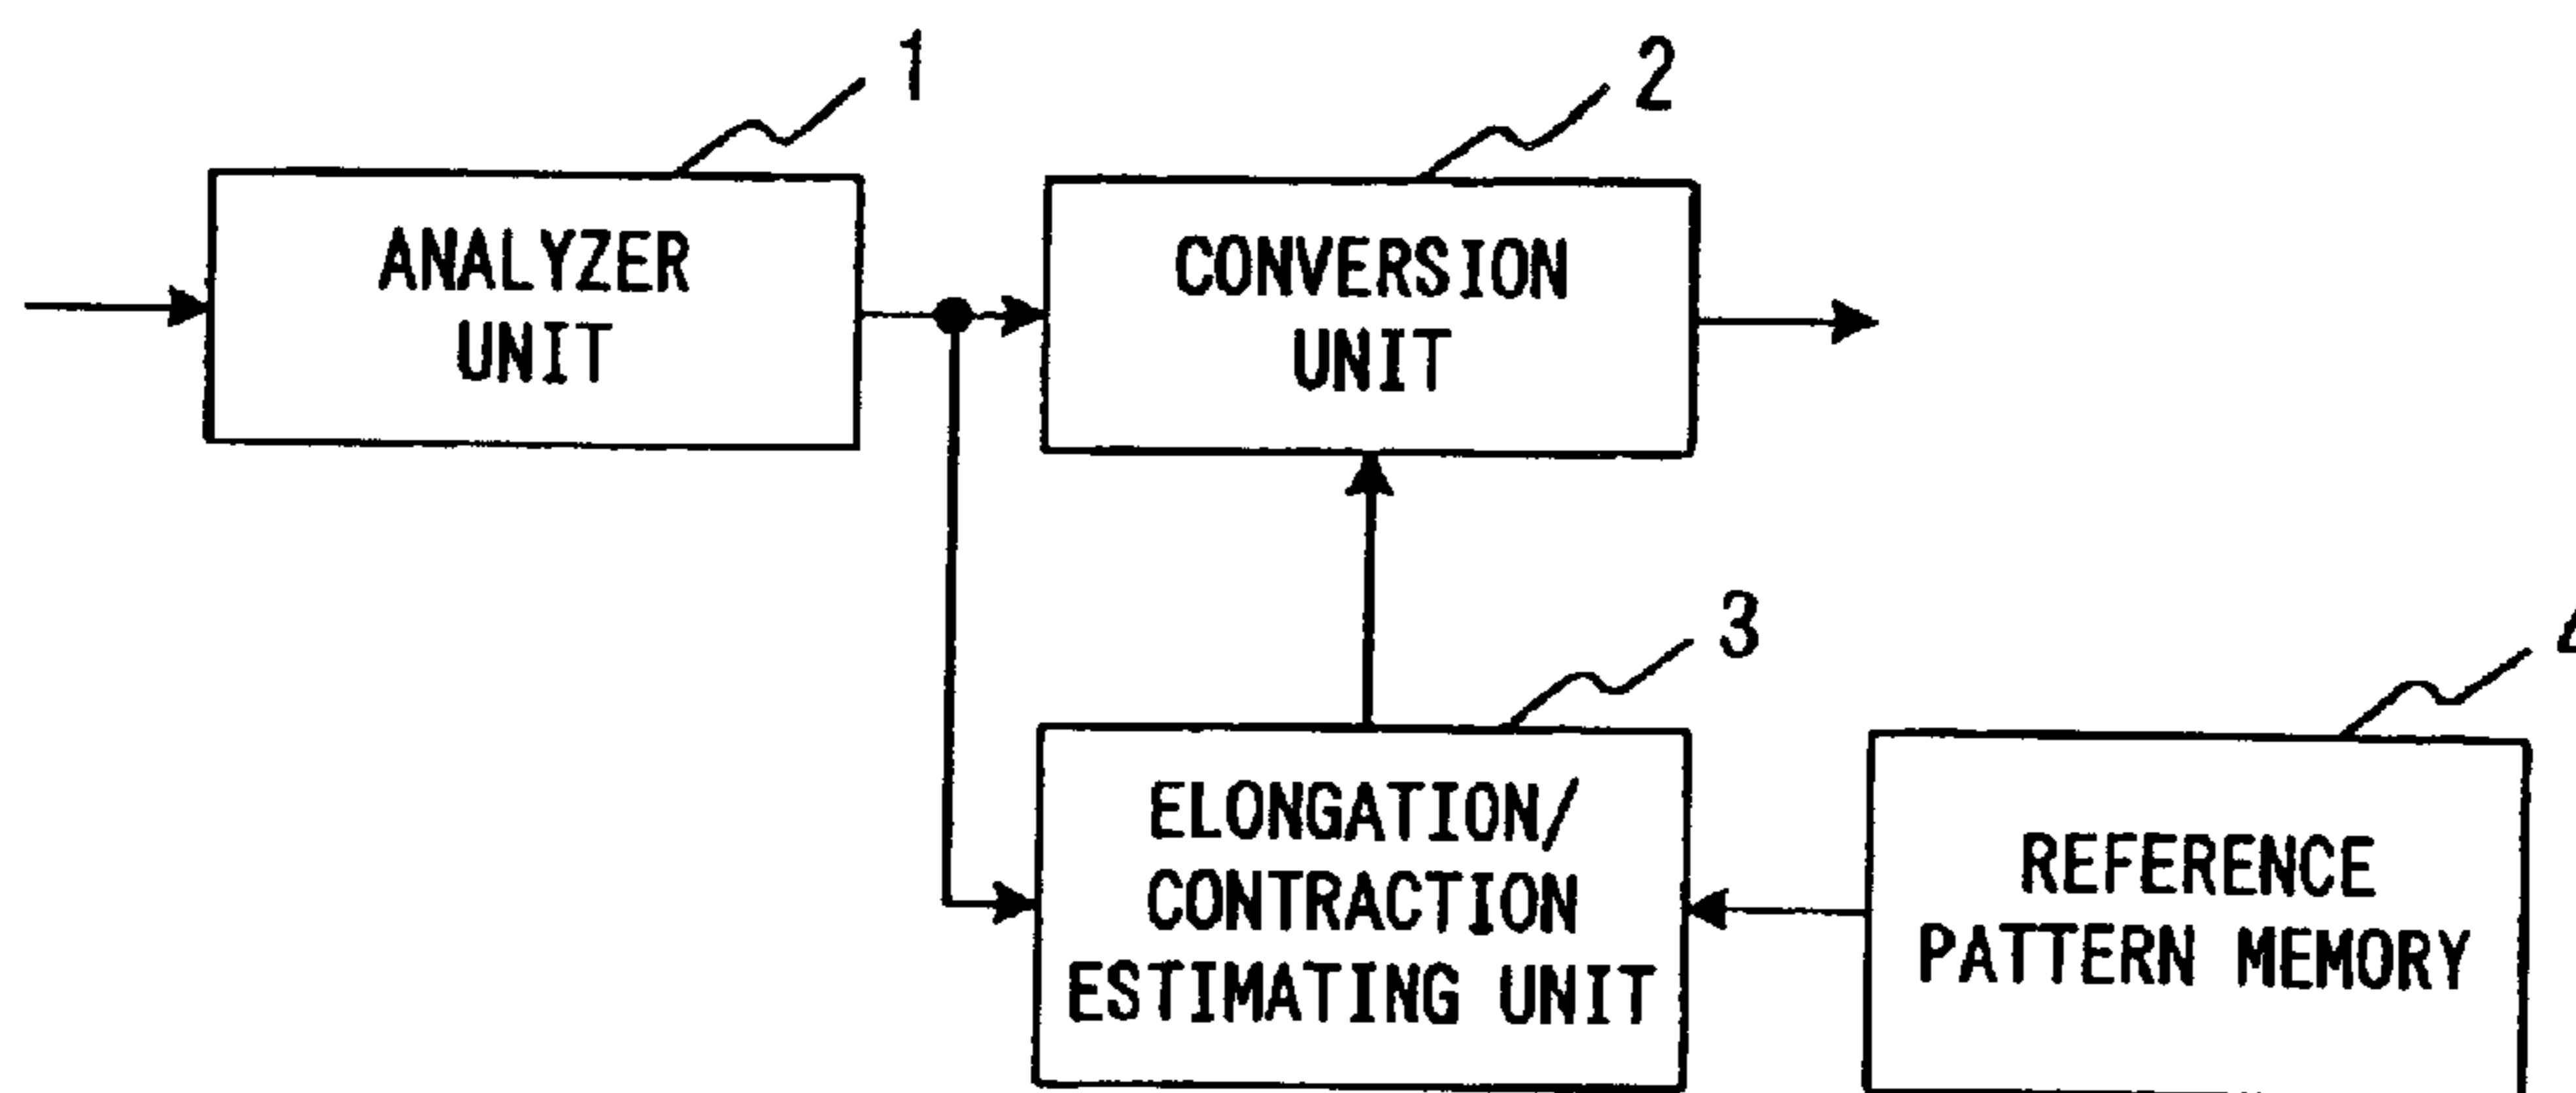 1
2
ANALYZER
UNIT
CONVERSION
UNIT
3
ELONGATION/
CONTRACTION
ESTIMATING UNIT
REFERENCE
PATTERN MEMORY